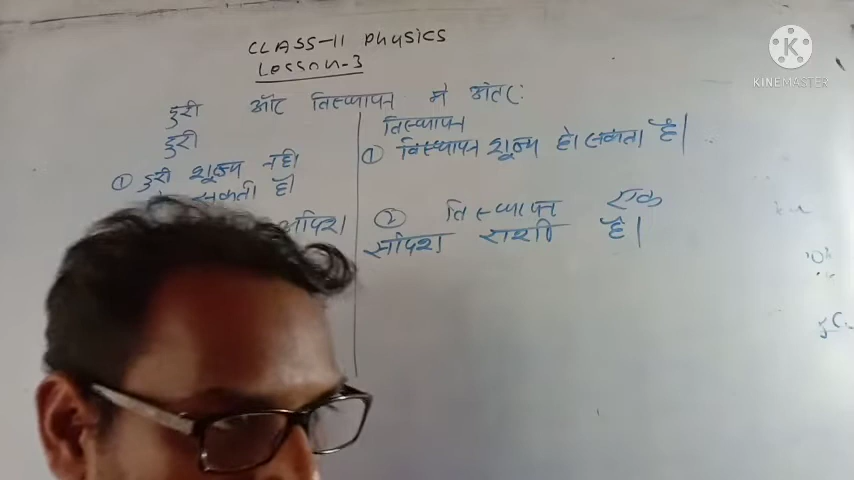 CLASS-11 Physics
Lesson-3
दुरी और विस्थापन में अंतर:
दुरी
① दुरी शून्य नही
सकती है
अदिश
विस्थापन
① विस्थापन शून्य हो सकता है।
② विस्थापन एक
सदिश राशी है।
K
KINEMASTER